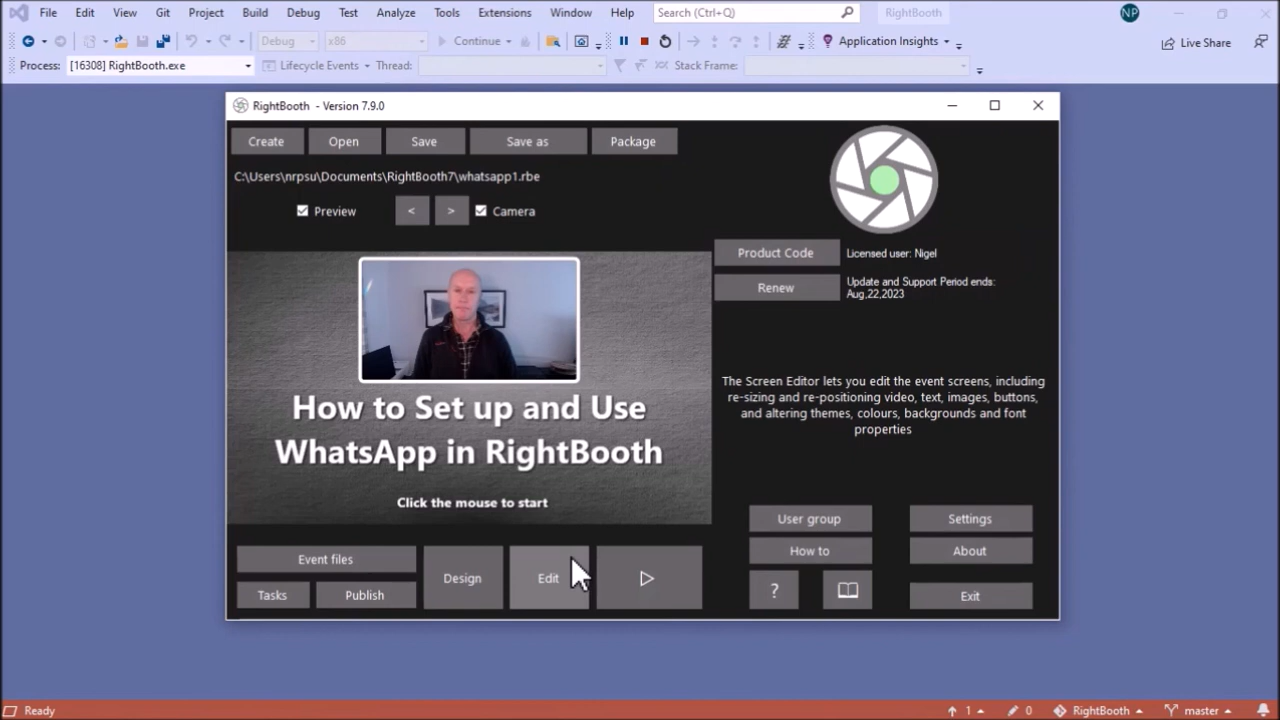 File Edit View Git Project Build Debug Test Analyze Tools Extensions Window Help Search (Ctrl+Q) RightBooth NP
Debug x86 Continue Application Insights Live Share
Process: [16308] RightBooth.exe Lifecycle Events Thread: Stack Frame:
RightBooth - Version 7.9.0
Create Open Save Save as Package
C:\Users\nrpsu\Documents\RightBooth7\whatsapp1.rbe
Preview < > Camera
Product Code Licensed user: Nigel
Renew Update and Support Period ends:
Aug,22,2023
The Screen Editor lets you edit the event screens, including
re-sizing and re-positioning video, text, images, buttons,
and altering themes, colours, backgrounds and font
properties
How to Set up and Use
WhatsApp in RightBooth
Click the mouse to start
User group Settings
Event files Design Edit How to About
Tasks Publish ? Exit
Ready 1 0 RightBooth master